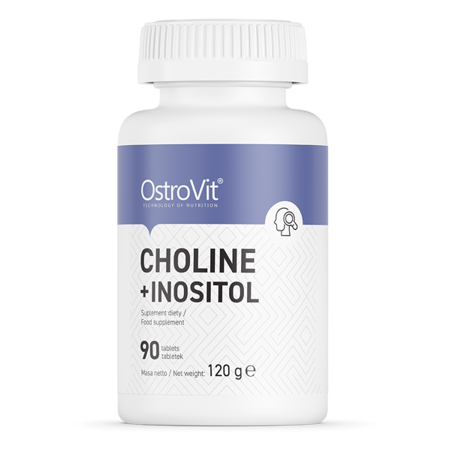 OstroVit®
TECHNOLOGY OF NUTRITION
CHOLINE
+INOSITOL
Suplement diety /
Food supplement
90 tablets
tabletek
Masa netto / Net weight: 120 g ℮